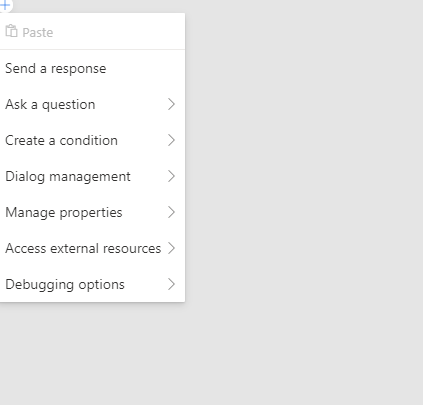 Paste
Send a response
Ask a question
Create a condition
Dialog management
Manage properties
Access external resources
Debugging options